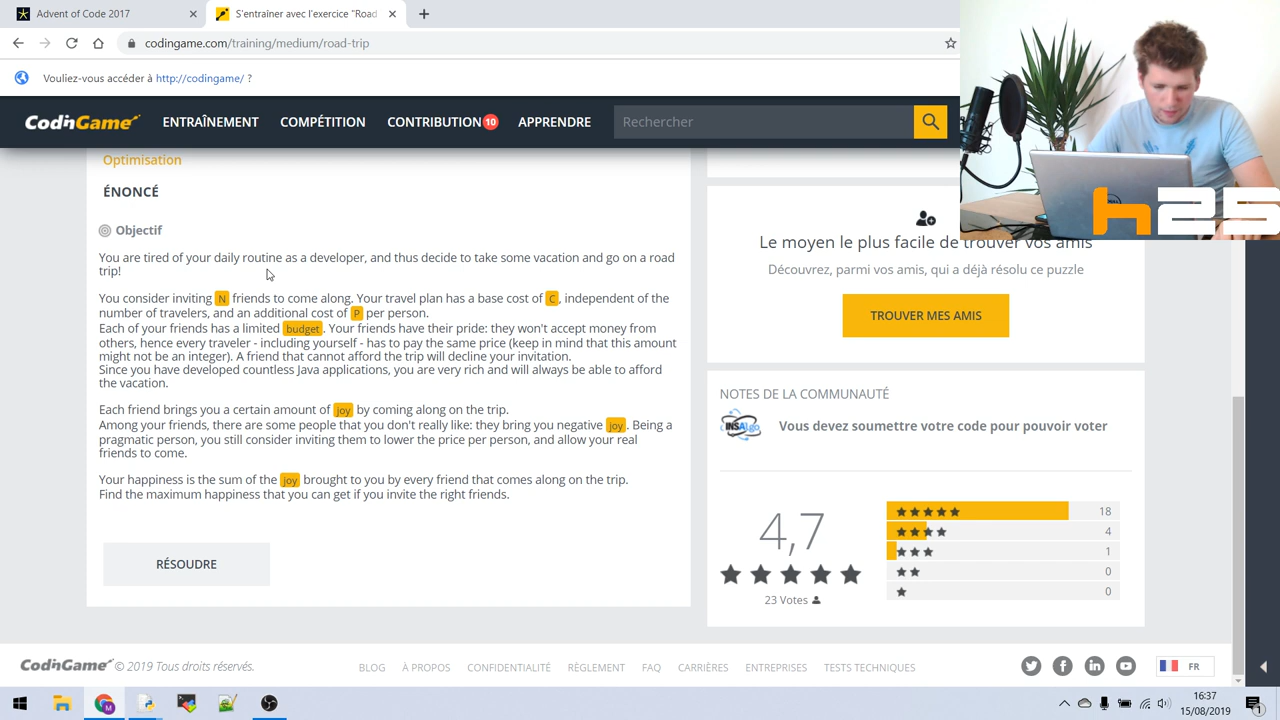 Advent of Code 2017
S'entraîner avec l'exercice "Road
codingame.com/training/medium/road-trip
Vouliez-vous accéder à http://codingame/ ?
CodinGame
ENTRAÎNEMENT
COMPÉTITION
CONTRIBUTION 10
APPRENDRE
Rechercher
h25
Optimisation
ÉNONCÉ
Objectif
You are tired of your daily routine as a developer, and thus decide to take some vacation and go on a road
trip!
You consider inviting N friends to come along. Your travel plan has a base cost of C, independent of the
number of travelers, and an additional cost of P per person.
Each of your friends has a limited budget. Your friends have their pride: they won't accept money from
others, hence every traveler - including yourself - has to pay the same price (keep in mind that this amount
might not be an integer). A friend that cannot afford the trip will decline your invitation.
Since you have developed countless Java applications, you are very rich and will always be able to afford
the vacation.
Each friend brings you a certain amount of joy by coming along on the trip.
Among your friends, there are some people that you don't really like: they bring you negative joy. Being a
pragmatic person, you still consider inviting them to lower the price per person, and allow your real
friends to come.
Your happiness is the sum of the joy brought to you by every friend that comes along on the trip.
Find the maximum happiness that you can get if you invite the right friends.
RÉSOUDRE
Le moyen le plus facile de trouver vos amis
Découvrez, parmi vos amis, qui a déjà résolu ce puzzle
TROUVER MES AMIS
NOTES DE LA COMMUNAUTÉ
INSAlgo
Vous devez soumettre votre code pour pouvoir voter
4,7
23 Votes
18
4
1
0
0
CodinGame © 2019 Tous droits réservés.
BLOG
À PROPOS
CONFIDENTIALITÉ
RÈGLEMENT
FAQ
CARRIÈRES
ENTREPRISES
TESTS TECHNIQUES
FR
16:37
15/08/2019
1